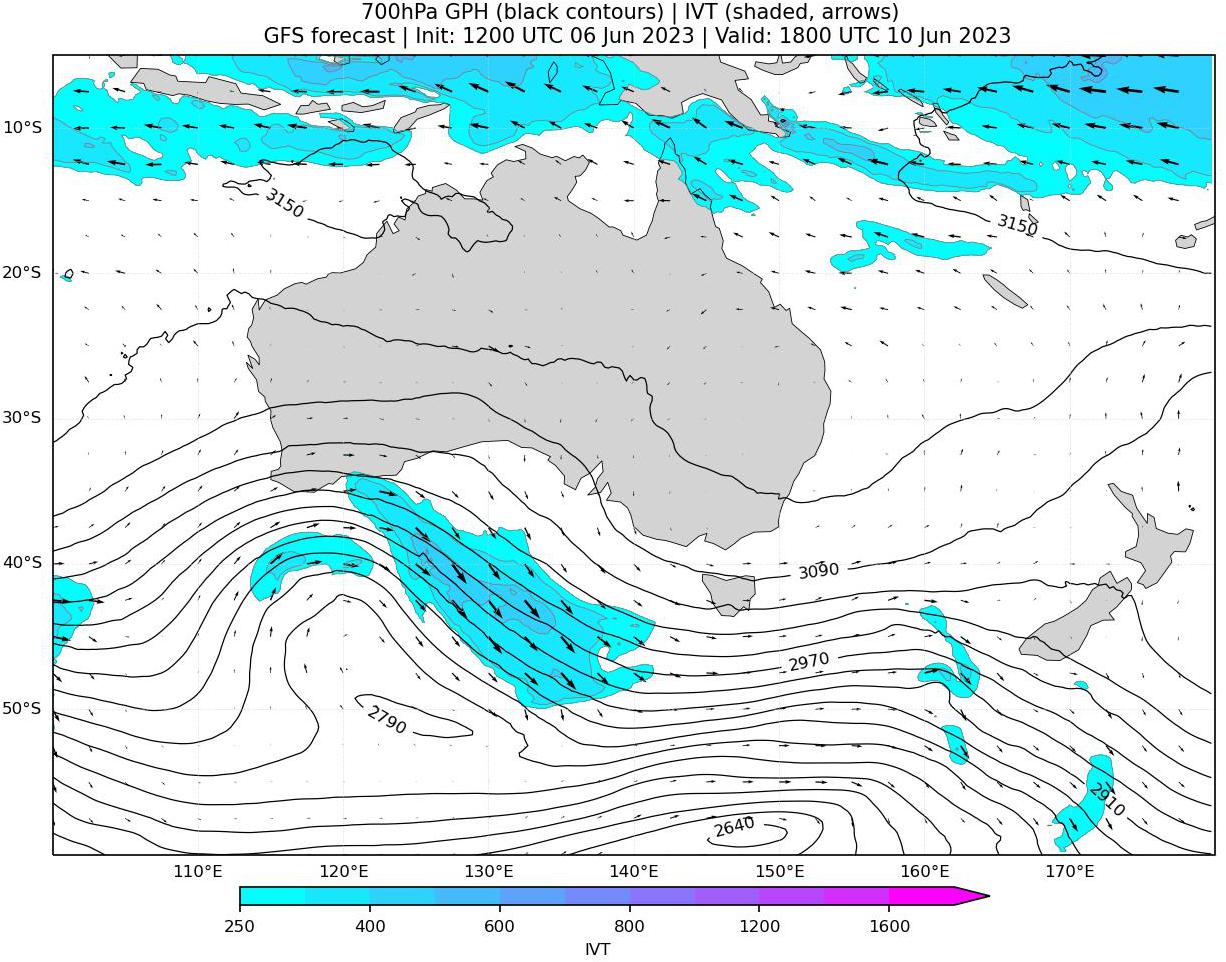 700hPa GPH (black contours) | IVT (shaded, arrows)
GFS forecast | Init: 1200 UTC 06 Jun 2023 | Valid: 1800 UTC 10 Jun 2023
10°S
3150
3150
20°S
30°S
40°S
3090
2970
50°S
2790
2910
2640
110°E 120°E 130°E 140°E 150°E 160°E 170°E
250 400 600 800 1200 1600
IVT